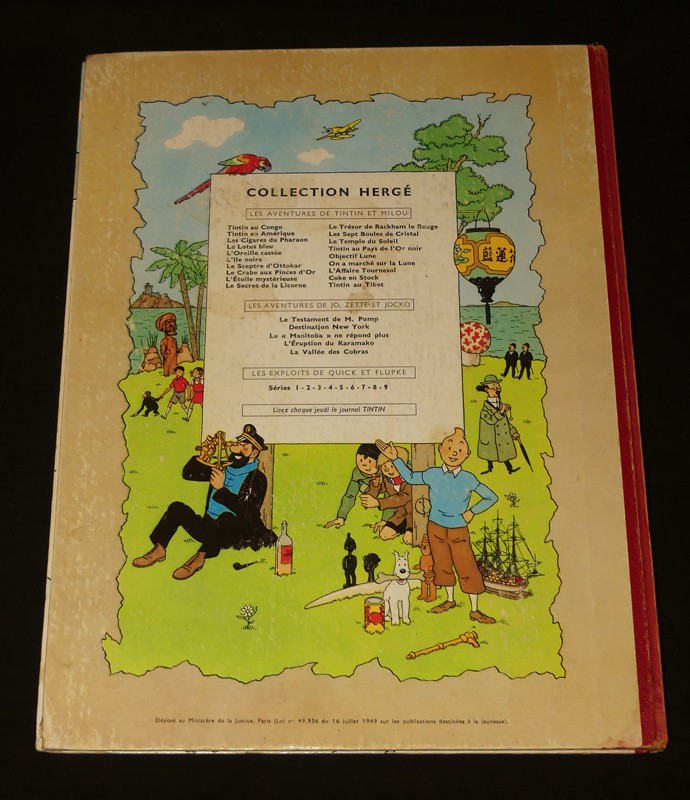 COLLECTION HERGÉ
LES AVENTURES DE TINTIN ET MILOU
Tintin au Congo
Tintin en Amérique
Les Cigares du Pharaon
Le Lotus bleu
L'Oreille cassée
L'Ile noire
Le Sceptre d'Ottokar
Le Crabe aux Pinces d'Or
L'Étoile mystérieuse
Le Secret de la Licorne
Le Trésor de Rackham le Rouge
Les Sept Boules de Cristal
Le Temple du Soleil
Tintin au Pays de l'Or noir
Objectif Lune
On a marché sur la Lune
L'Affaire Tournesol
Coke en Stock
Tintin au Tibet
LES AVENTURES DE JO, ZETTE ET JOCKO
Le Testament de M. Pump
Destination New York
Le « Manitoba » ne répond plus
L'Éruption du Karamako
La Vallée des Cobras
LES EXPLOITS DE QUICK ET FLUPKE
Séries 1 - 2 - 3 - 4 - 5 - 6 - 7 - 8 - 9
Lisez chaque jeudi le journal TINTIN
藍蓮
Déposé au Ministère de la Justice, Paris (Loi n° 49.956 du 16 juillet 1949 sur les publications destinées à la jeunesse).